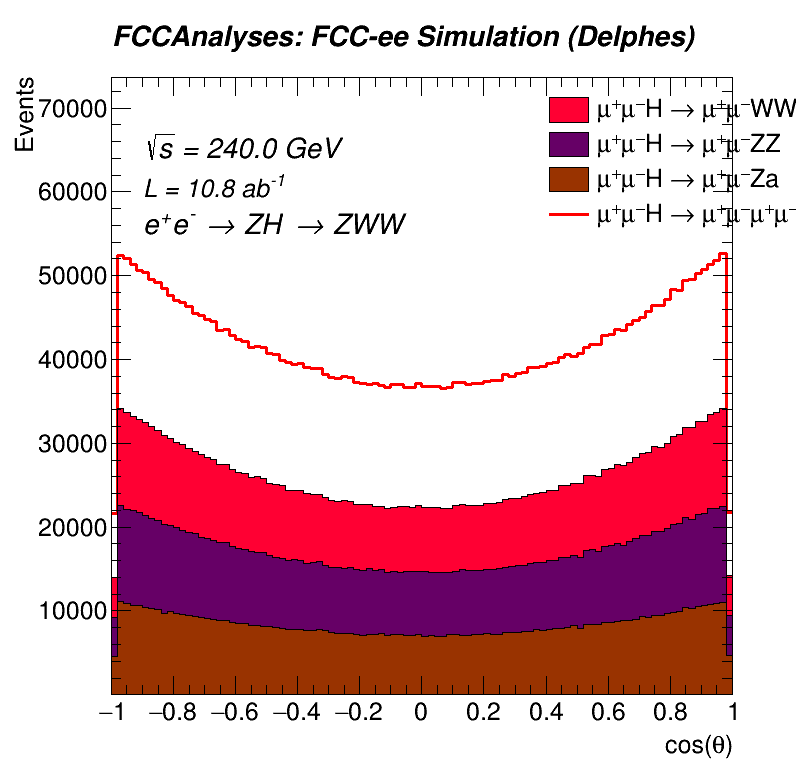 FCCAnalyses: FCC-ee Simulation (Delphes)
Events
70000
60000
50000
40000
30000
20000
10000
√s = 240.0 GeV
L = 10.8 ab⁻¹
e⁺e⁻ → ZH → ZWW
μ⁺μ⁻H → μ⁺μ⁻WW
μ⁺μ⁻H → μ⁺μ⁻ZZ
μ⁺μ⁻H → μ⁺μ⁻Za
μ⁺μ⁻H → μ⁺μ⁻μ⁺μ⁻
−1 −0.8 −0.6 −0.4 −0.2 0 0.2 0.4 0.6 0.8 1
cos(θ)